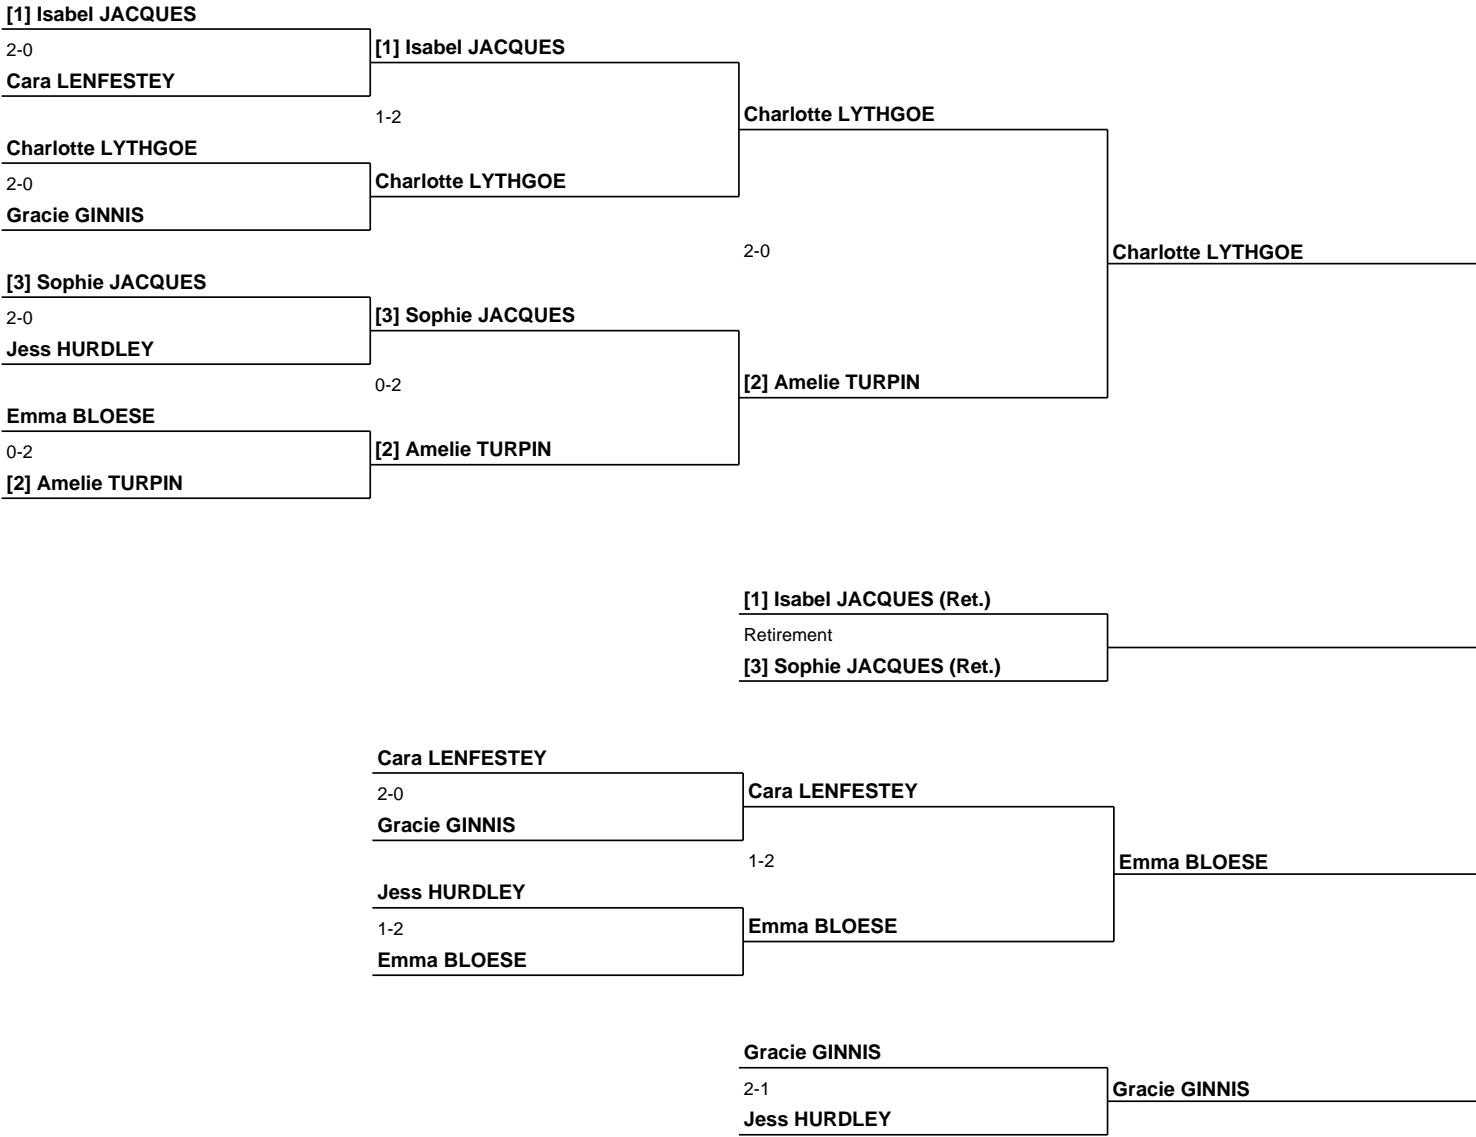 [1] Isabel JACQUES
2-0
Cara LENFESTEY
[1] Isabel JACQUES
1-2
Charlotte LYTHGOE
Charlotte LYTHGOE
2-0
Gracie GINNIS
Charlotte LYTHGOE
2-0
Charlotte LYTHGOE
[3] Sophie JACQUES
2-0
Jess HURDLEY
[3] Sophie JACQUES
0-2
[2] Amelie TURPIN
Emma BLOESE
0-2
[2] Amelie TURPIN
[2] Amelie TURPIN
[1] Isabel JACQUES (Ret.)
Retirement
[3] Sophie JACQUES (Ret.)
Cara LENFESTEY
2-0
Gracie GINNIS
Cara LENFESTEY
1-2
Emma BLOESE
Jess HURDLEY
1-2
Emma BLOESE
Emma BLOESE
Gracie GINNIS
2-1
Jess HURDLEY
Gracie GINNIS